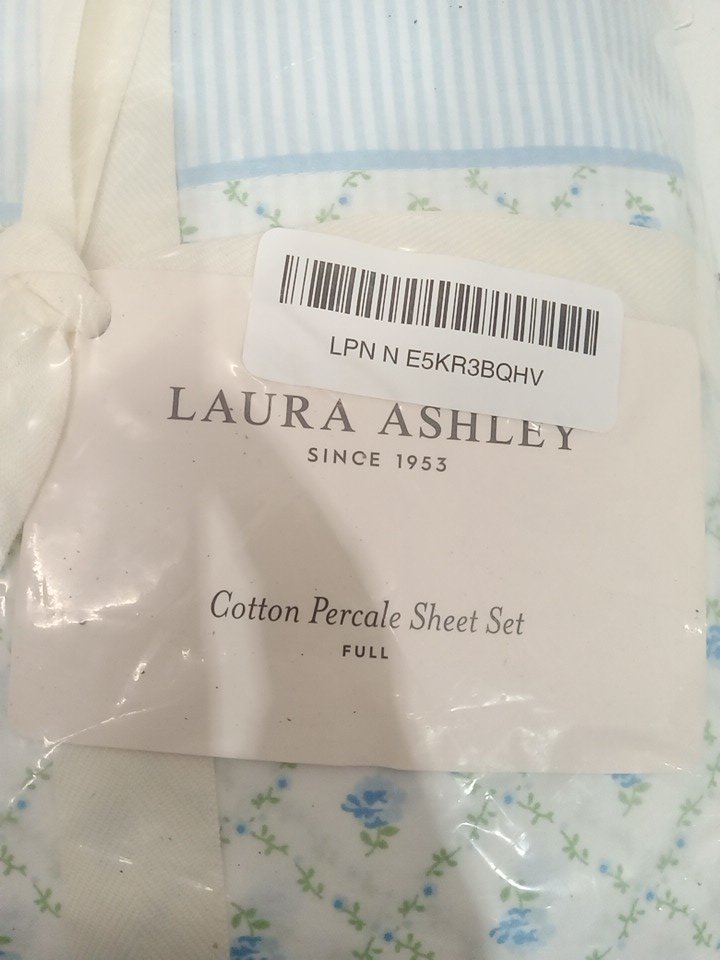 LPN N E5KR3BQHV
LAURA ASHLEY
SINCE 1953
Cotton Percale Sheet Set
FULL